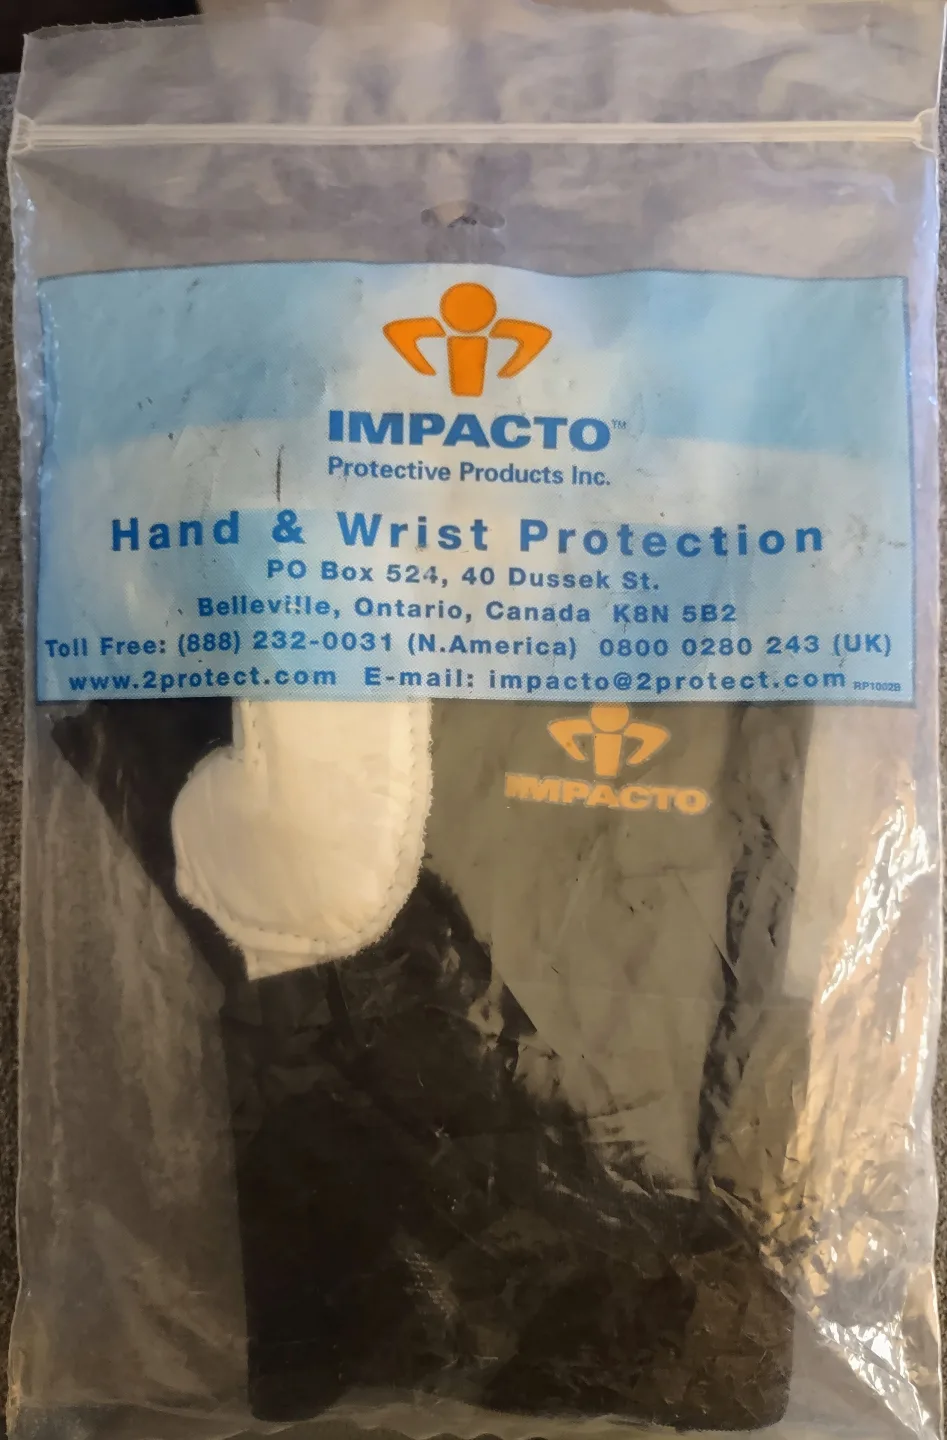 IMPACTO™
Protective Products Inc.
Hand & Wrist Protection
PO Box 524, 40 Dussek St.
Belleville, Ontario, Canada K8N 5B2
Toll Free: (888) 232-0031 (N.America) 0800 0280 243 (UK)
www.2protect.com E-mail: impacto@2protect.com RP1002B
IMPACTO